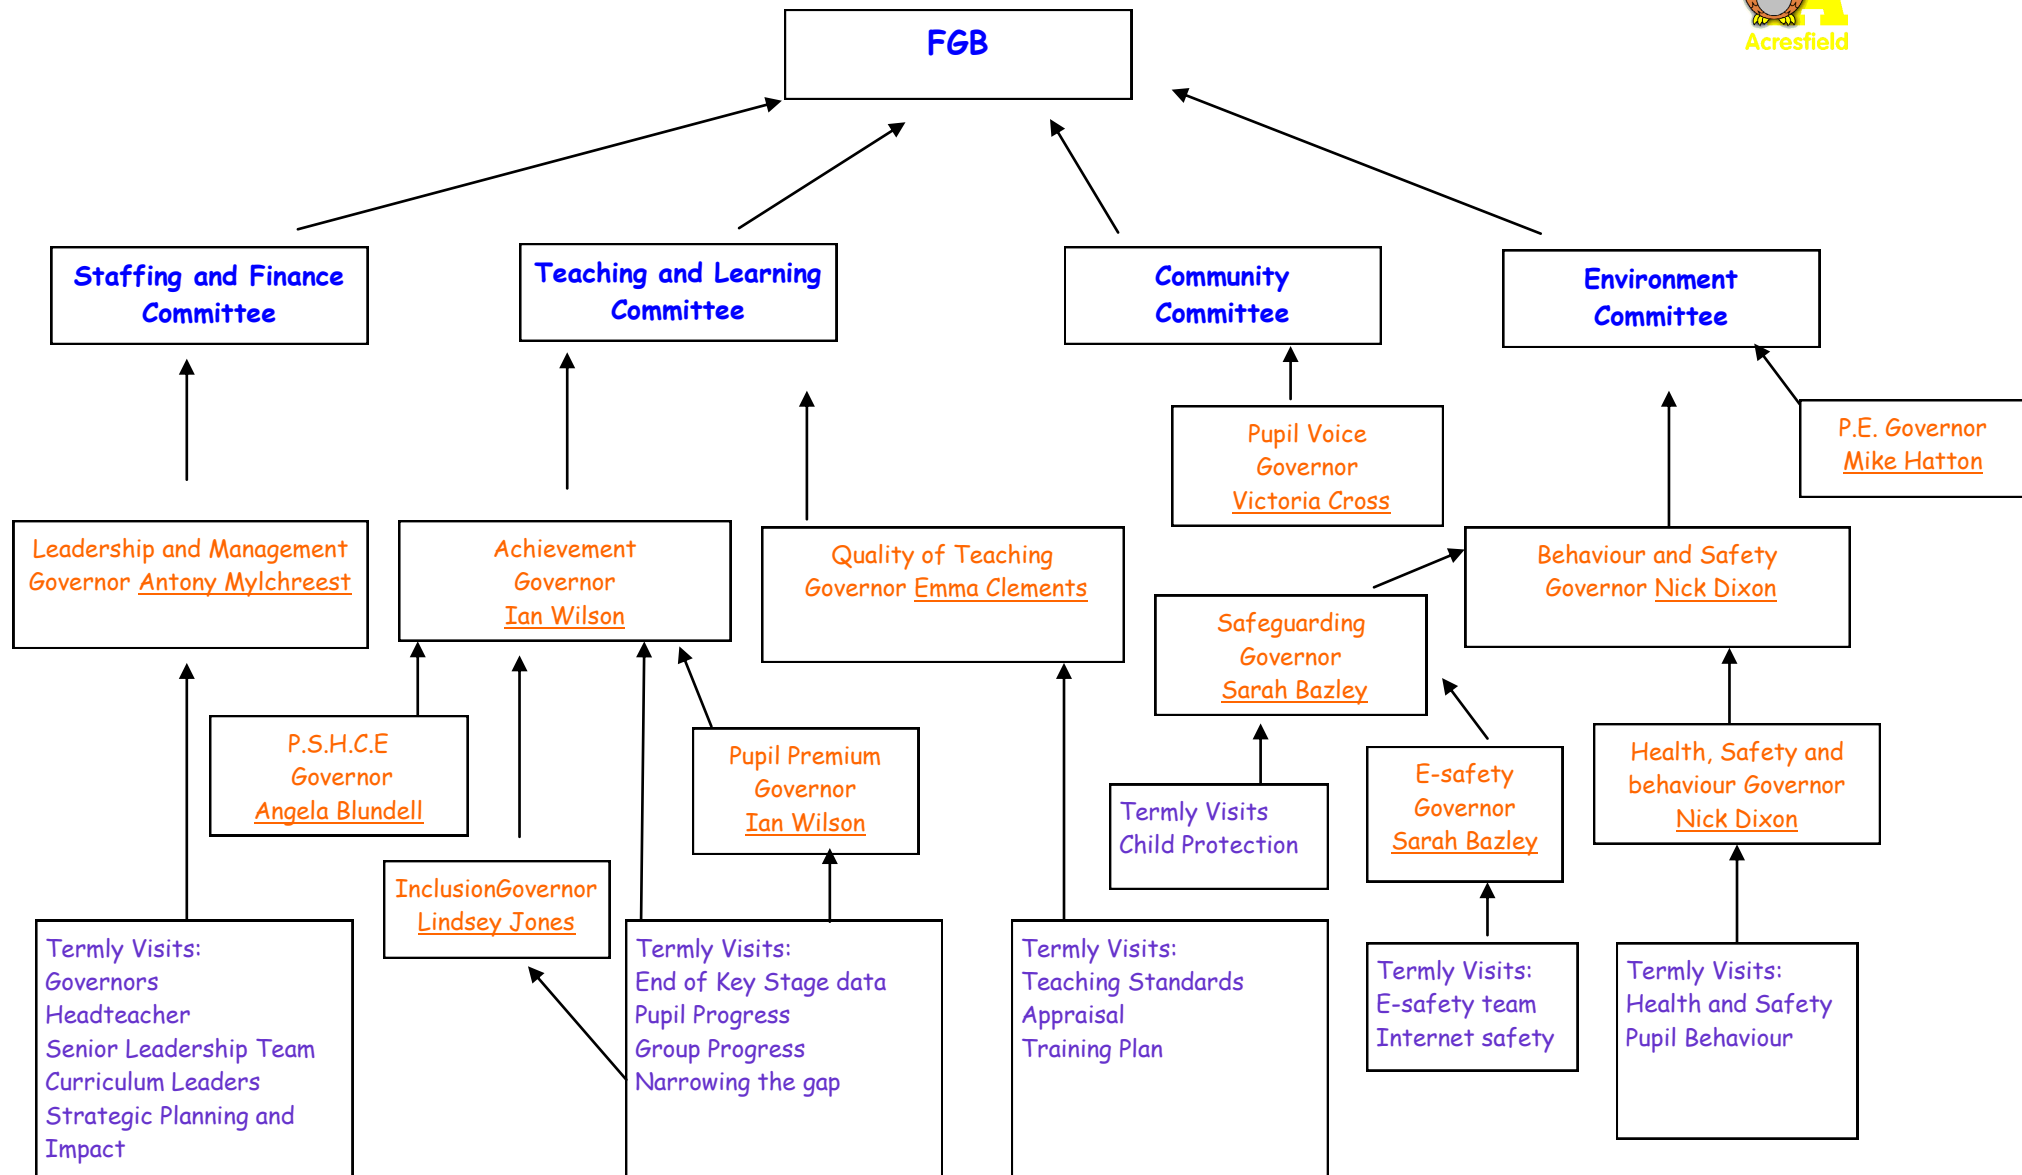 Acresfield
FGB
Staffing and Finance
Committee
Teaching and Learning
Committee
Community
Committee
Environment
Committee
Pupil Voice
Governor
Victoria Cross
P.E. Governor
Mike Hatton
Leadership and Management
Governor Antony Mylchreest
Achievement
Governor
Ian Wilson
Quality of Teaching
Governor Emma Clements
Behaviour and Safety
Governor Nick Dixon
Safeguarding
Governor
Sarah Bazley
P.S.H.C.E
Governor
Angela Blundell
Pupil Premium
Governor
Ian Wilson
Health, Safety and
behaviour Governor
Nick Dixon
E-safety
Governor
Sarah Bazley
Termly Visits
Child Protection
InclusionGovernor
Lindsey Jones
Termly Visits:
Governors
Headteacher
Senior Leadership Team
Curriculum Leaders
Strategic Planning and
Impact
Termly Visits:
End of Key Stage data
Pupil Progress
Group Progress
Narrowing the gap
Termly Visits:
Teaching Standards
Appraisal
Training Plan
Termly Visits:
E-safety team
Internet safety
Termly Visits:
Health and Safety
Pupil Behaviour